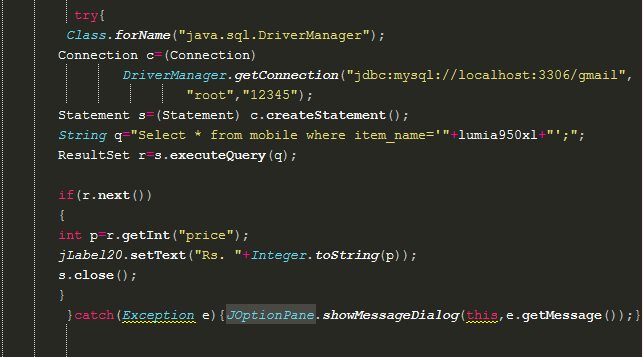 try{
Class.forName("java.sql.DriverManager");
Connection c=(Connection)
DriverManager.getConnection("jdbc:mysql://localhost:3306/gmail",
"root","12345");
Statement s=(Statement) c.createStatement();
String q="Select * from mobile where item_name='"+lumia950xl+"';";
ResultSet r=s.executeQuery(q);
if(r.next())
{
int p=r.getInt("price");
jLabel20.setText("Rs. "+Integer.toString(p));
s.close();
}
}catch(Exception e){JOptionPane.showMessageDialog(this,e.getMessage());}